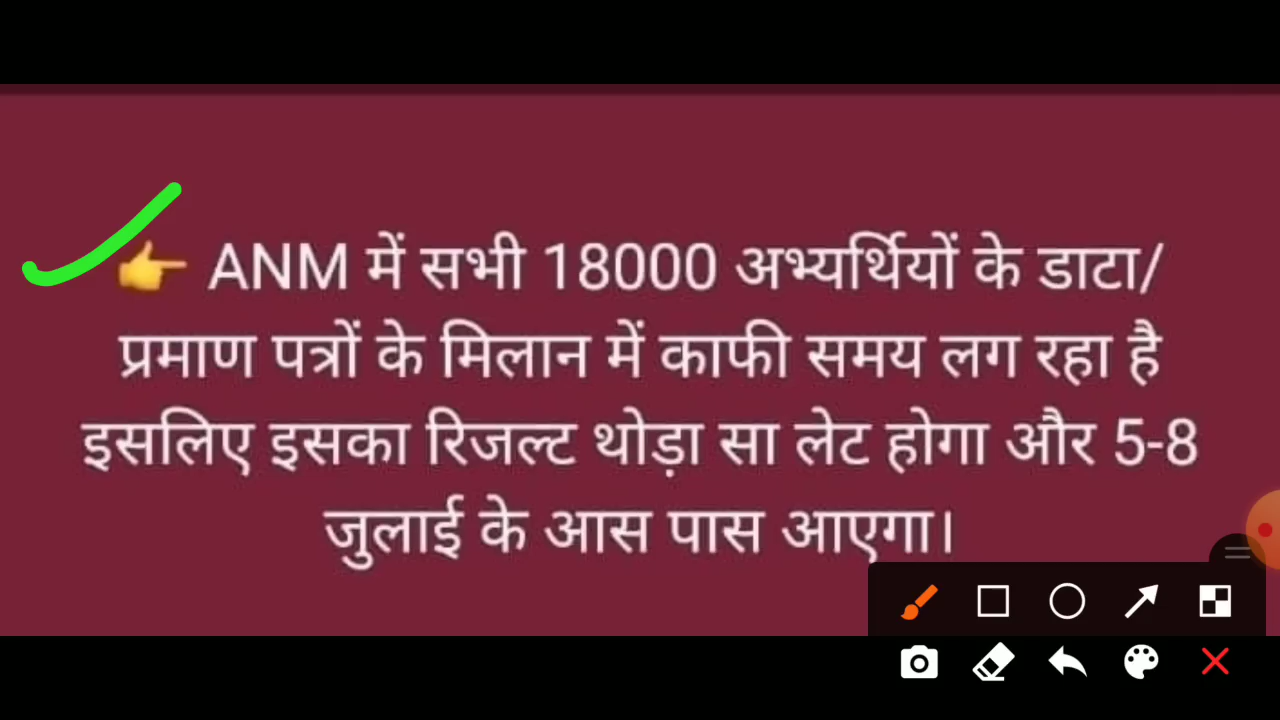 👉 ANM में सभी 18000 अभ्यर्थियों के डाटा/
प्रमाण पत्रों के मिलान में काफी समय लग रहा है
इसलिए इसका रिजल्ट थोड़ा सा लेट होगा और 5-8
जुलाई के आस पास आएगा।